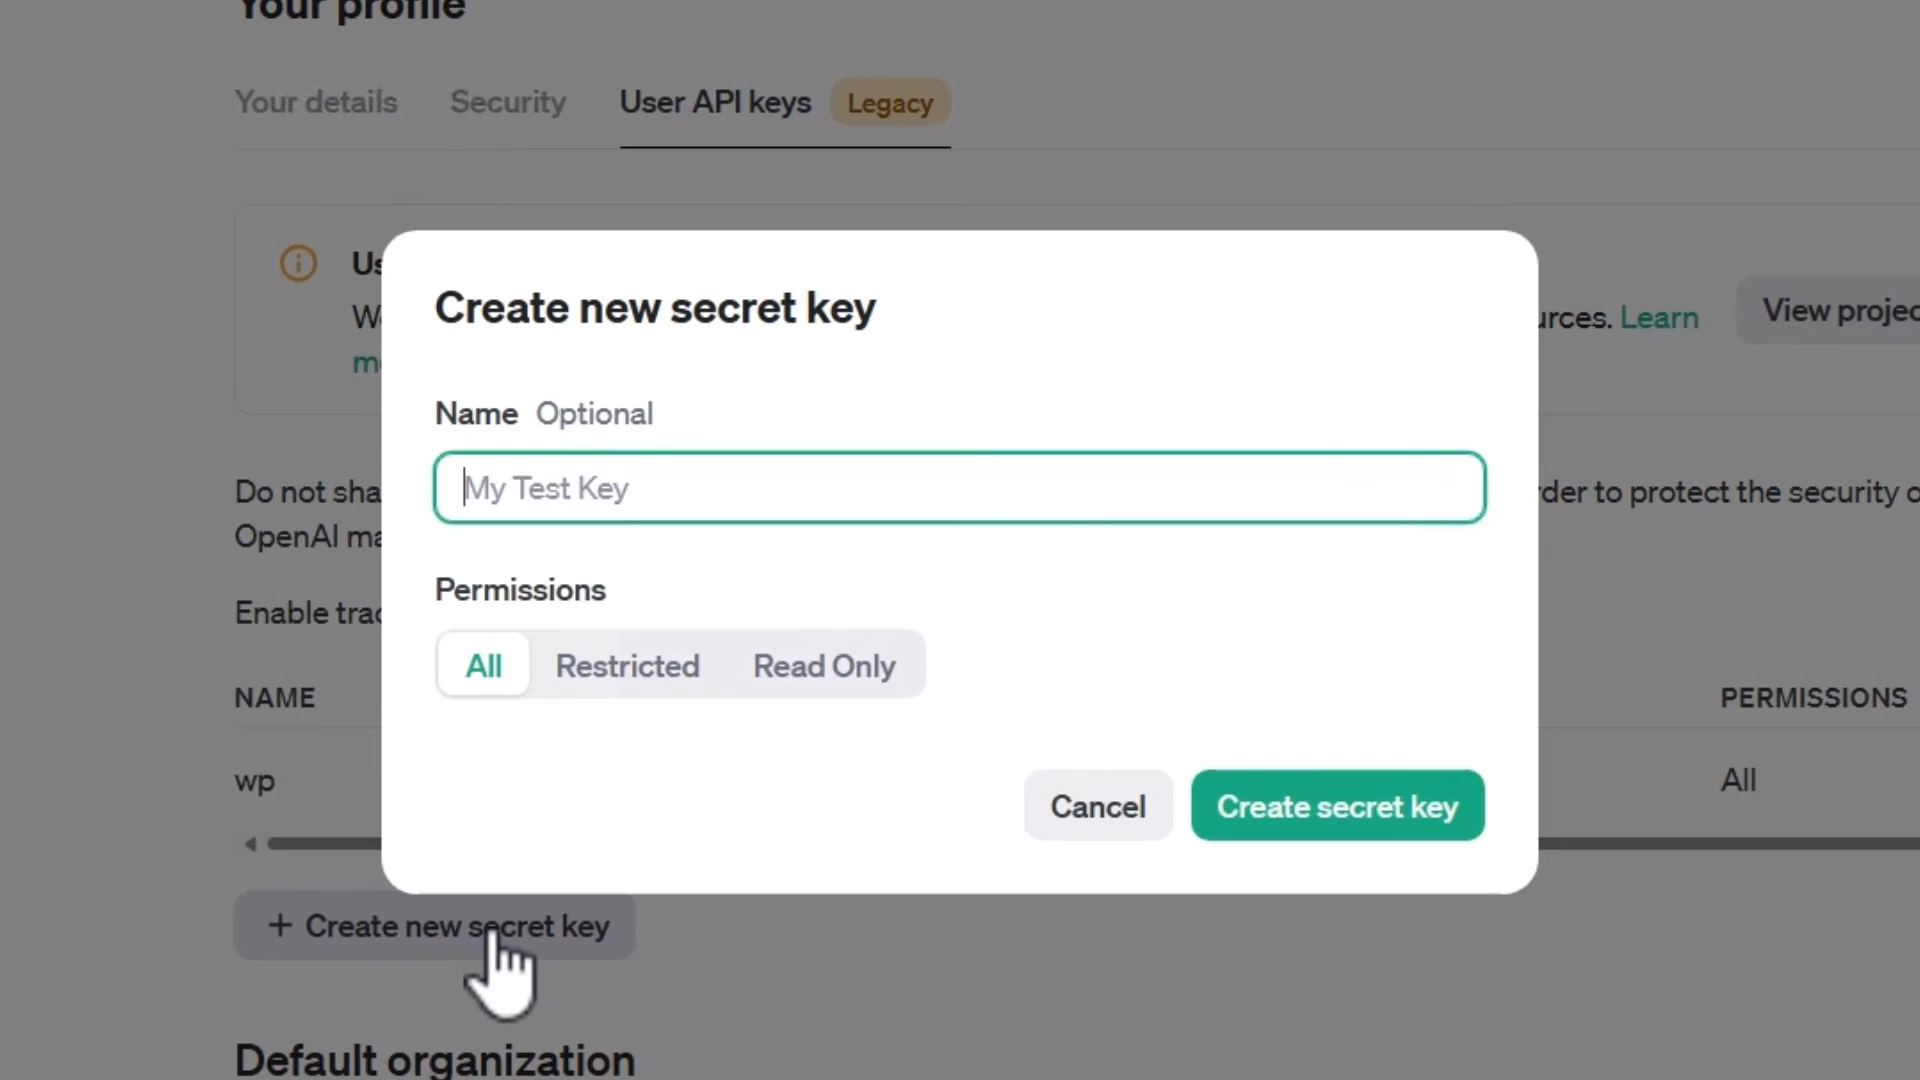 Your profile
Your details Security User API keys Legacy
Create new secret key
urces. Learn
View projec
Name Optional
My Test Key
Do not sha
rder to protect the security o
OpenAI ma
Permissions
Enable trac
All Restricted Read Only
NAME PERMISSIONS
wp All
Cancel Create secret key
+ Create new secret key
Default organization